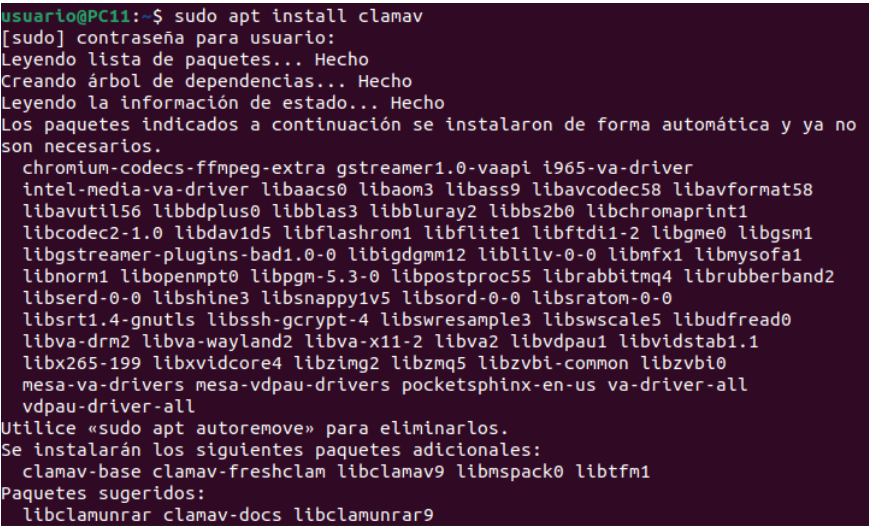 usuario@PC11:~$ sudo apt install clamav
[sudo] contraseña para usuario:
Leyendo lista de paquetes... Hecho
Creando árbol de dependencias... Hecho
Leyendo la información de estado... Hecho
Los paquetes indicados a continuación se instalaron de forma automática y ya no
son necesarios.
  chromium-codecs-ffmpeg-extra gstreamer1.0-vaapi i965-va-driver
  intel-media-va-driver libaacs0 libaom3 libass9 libavcodec58 libavformat58
  libavutil56 libbdplus0 libblas3 libbluray2 libbs2b0 libchromaprint1
  libcodec2-1.0 libdav1d5 libflashrom1 libflite1 libftdi1-2 libgme0 libgsm1
  libgstreamer-plugins-bad1.0-0 libigdgmm12 liblilv-0-0 libmfx1 libmysofa1
  libnorm1 libopenmpt0 libpgm-5.3-0 libpostproc55 librabbitmq4 librubberband2
  libserd-0-0 libshine3 libsnappy1v5 libsord-0-0 libsratom-0-0
  libsrt1.4-gnutls libssh-gcrypt-4 libswresample3 libswscale5 libudfread0
  libva-drm2 libva-wayland2 libva-x11-2 libva2 libvdpau1 libvidstab1.1
  libx265-199 libxvidcore4 libzimg2 libzmq5 libzvbi-common libzvbi0
  mesa-va-drivers mesa-vdpau-drivers pocketsphinx-en-us va-driver-all
  vdpau-driver-all
Utilice «sudo apt autoremove» para eliminarlos.
Se instalarán los siguientes paquetes adicionales:
  clamav-base clamav-freshclam libclamav9 libmspack0 libtfm1
Paquetes sugeridos:
  libclamunrar clamav-docs libclamunrar9